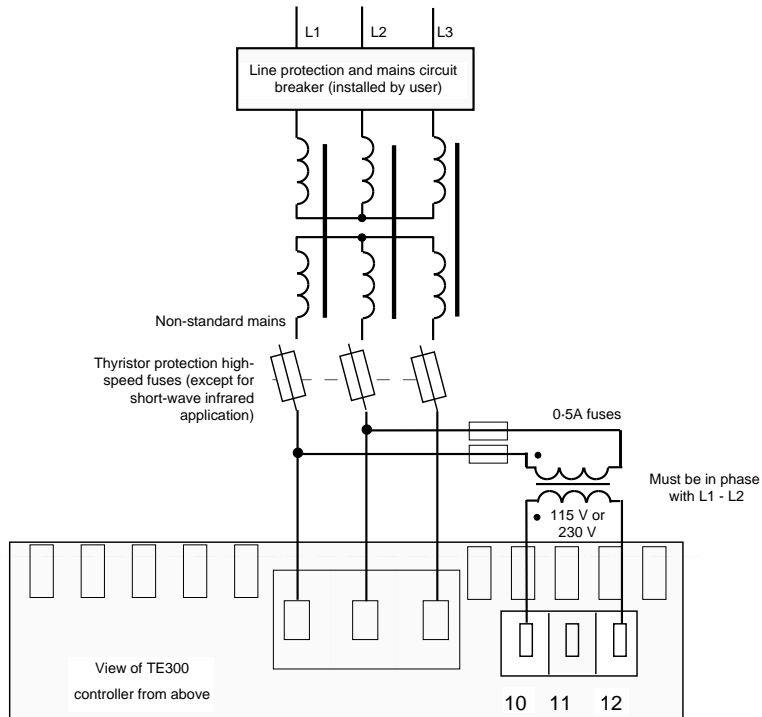 L1 L2 L3
Line protection and mains circuit
breaker (installed by user)
Non-standard mains
Thyristor protection high-
speed fuses (except for
short-wave infrared
application)
0·5A fuses
Must be in phase
with L1 - L2
115 V or
230 V
View of TE300
controller from above
10 11 12